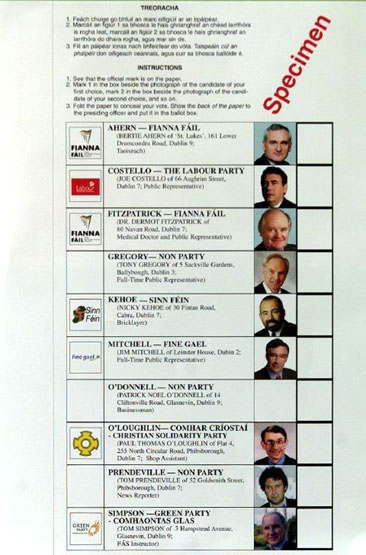 TREORACHA
1. Féach chuige go bhfuil an marc oifigiúil ar an bpáipéar.
2. Marcáil an figiúr 1 sa bhosca le hais ghrianghraf an chéad iarrthóra
is rogha leat, marcáil an figiúr 2 sa bhosca le hais ghrianghraf an
iarrthóra do dhara rogha, agus mar sin de.
3. Fill an páipéar ionas nach bhfeicfear do vóta. Taispeáin cúl an
pháipéir don oifigeach ceannais, agus cuir sa bhosca ballóide é.
INSTRUCTIONS
1. See that the official mark is on the paper.
2. Mark 1 in the box beside the photograph of the candidate of your
first choice, mark 2 in the box beside the photograph of the candi-
date of your second choice, and so on.
3. Fold the paper to conceal your vote. Show the back of the paper to
the presiding officer and put it in the ballot box.
Specimen
FIANNA FÁIL
AHERN — FIANNA FÁIL
(BERTIE AHERN of 'St. Lukes', 161 Lower
Drumcondra Road, Dublin 9;
Taoiseach)
Labour
COSTELLO — THE LABOUR PARTY
(JOE COSTELLO of 66 Aughrim Street,
Dublin 7; Public Representative)
FIANNA FÁIL
FITZPATRICK — FIANNA FÁIL
(DR. DERMOT FITZPATRICK of
80 Navan Road, Dublin 7;
Medical Doctor and Public Representative)
GREGORY— NON PARTY
(TONY GREGORY of 5 Sackville Gardens,
Ballybough, Dublin 3;
Full-Time Public Representative)
Sinn Féin
KEHOE — SINN FÉIN
(NICKY KEHOE of 30 Fintan Road,
Cabra, Dublin 7;
Bricklayer)
fine gael
MITCHELL — FINE GAEL
(JIM MITCHELL of Leinster House, Dublin 2;
Full-Time Public Representative)
O'DONNELL — NON PARTY
(PATRICK NOEL O'DONNELL of 14
Cliftonville Road, Glasnevin, Dublin 9;
Businessman)
O'LOUGHLIN— COMHAR CRÍOSTAÍ
- CHRISTIAN SOLIDARITY PARTY
(PAUL THOMAS O'LOUGHLIN of Flat 4,
255 North Circular Road, Phibsborough,
Dublin 7; Shop Assistant)
PRENDEVILLE — NON PARTY
(TOM PRENDEVILLE of 52 Goldsmith Street,
Phibsborough, Dublin 7;
News Reporter)
GREEN PARTY
SIMPSON —GREEN PARTY
- COMHAONTAS GLAS
(TOM SIMPSON of 3 Hampstead Avenue,
Glasnevin, Dublin 9;
FÁS Instructor)